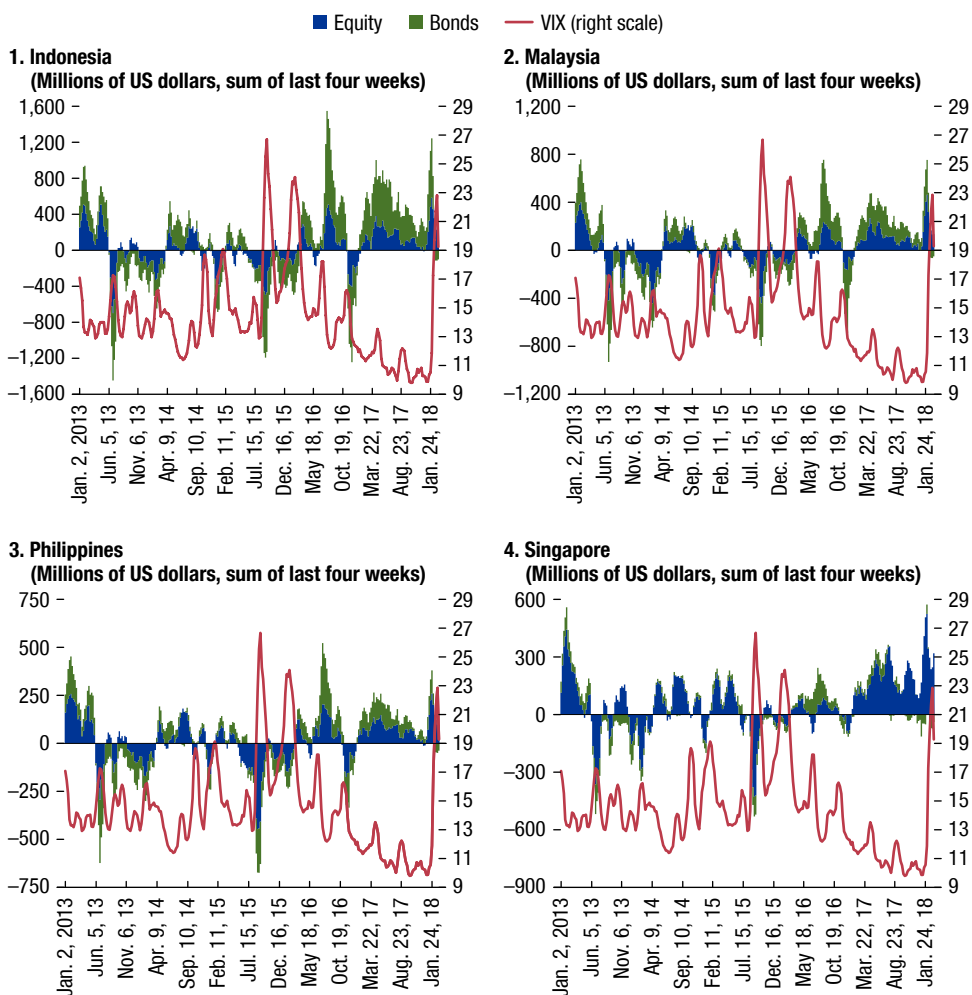 Equity Bonds VIX (right scale)
1. Indonesia
(Millions of US dollars, sum of last four weeks)
1,600
1,200
800
400
0
–400
–800
–1,200
–1,600
29
27
25
23
21
19
17
15
13
11
9
Jan. 2, 2013
Jun. 5, 13
Nov. 6, 13
Apr. 9, 14
Sep. 10, 14
Feb. 11, 15
Jul. 15, 15
Dec. 16, 15
May 18, 16
Oct. 19, 16
Mar. 22, 17
Aug. 23, 17
Jan. 24, 18
2. Malaysia
(Millions of US dollars, sum of last four weeks)
1,200
800
400
0
–400
–800
–1,200
29
27
25
23
21
19
17
15
13
11
9
Jan. 2, 2013
Jun. 5, 13
Nov. 6, 13
Apr. 9, 14
Sep. 10, 14
Feb. 11, 15
Jul. 15, 15
Dec. 16, 15
May 18, 16
Oct. 19, 16
Mar. 22, 17
Aug. 23, 17
Jan. 24, 18
3. Philippines
(Millions of US dollars, sum of last four weeks)
750
500
250
0
–250
–500
–750
29
27
25
23
21
19
17
15
13
11
9
Jan. 2, 2013
Jun. 5, 13
Nov. 6, 13
Apr. 9, 14
Sep. 10, 14
Feb. 11, 15
Jul. 15, 15
Dec. 16, 15
May 18, 16
Oct. 19, 16
Mar. 22, 17
Aug. 23, 17
Jan. 24, 18
4. Singapore
(Millions of US dollars, sum of last four weeks)
600
300
0
–300
–600
–900
29
27
25
23
21
19
17
15
13
11
9
Jan. 2, 2013
Jun. 5, 13
Nov. 6, 13
Apr. 9, 14
Sep. 10, 14
Feb. 11, 15
Jul. 15, 15
Dec. 16, 15
May 18, 16
Oct. 19, 16
Mar. 22, 17
Aug. 23, 17
Jan. 24, 18